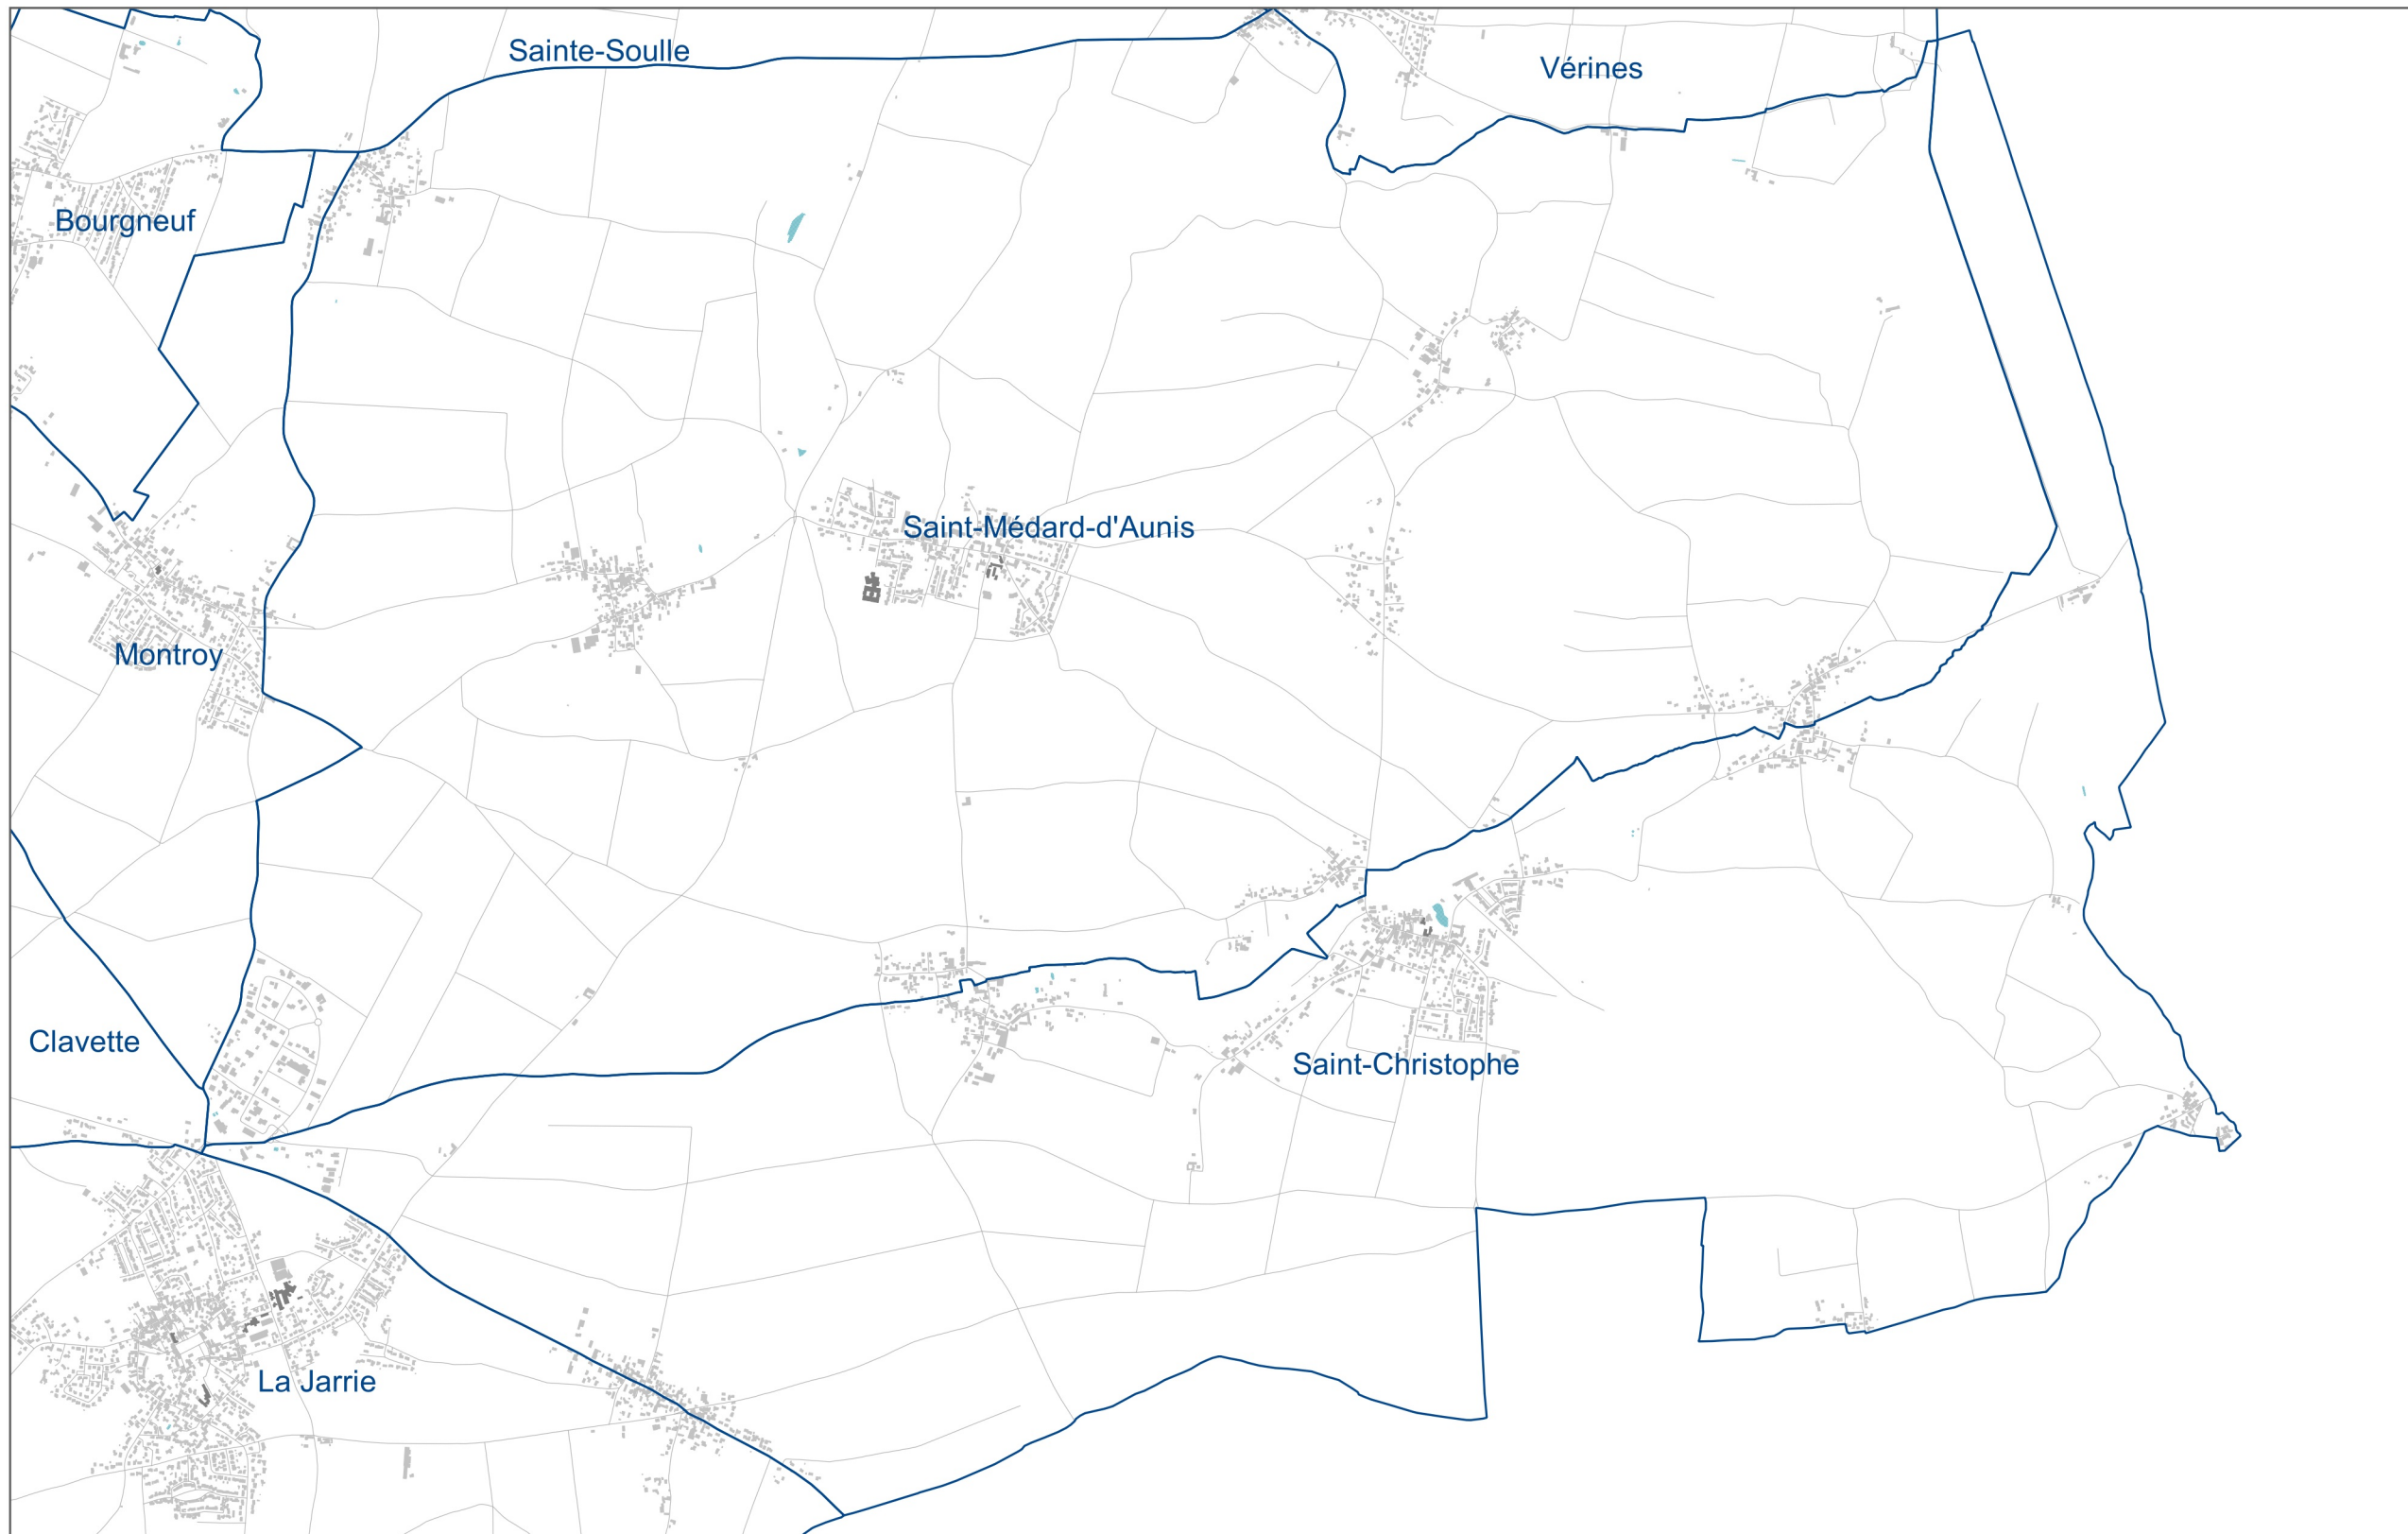 Sainte-Soulle
Vérines
Bourgneuf
Saint-Médard-d'Aunis
Montroy
Clavette
Saint-Christophe
La Jarrie